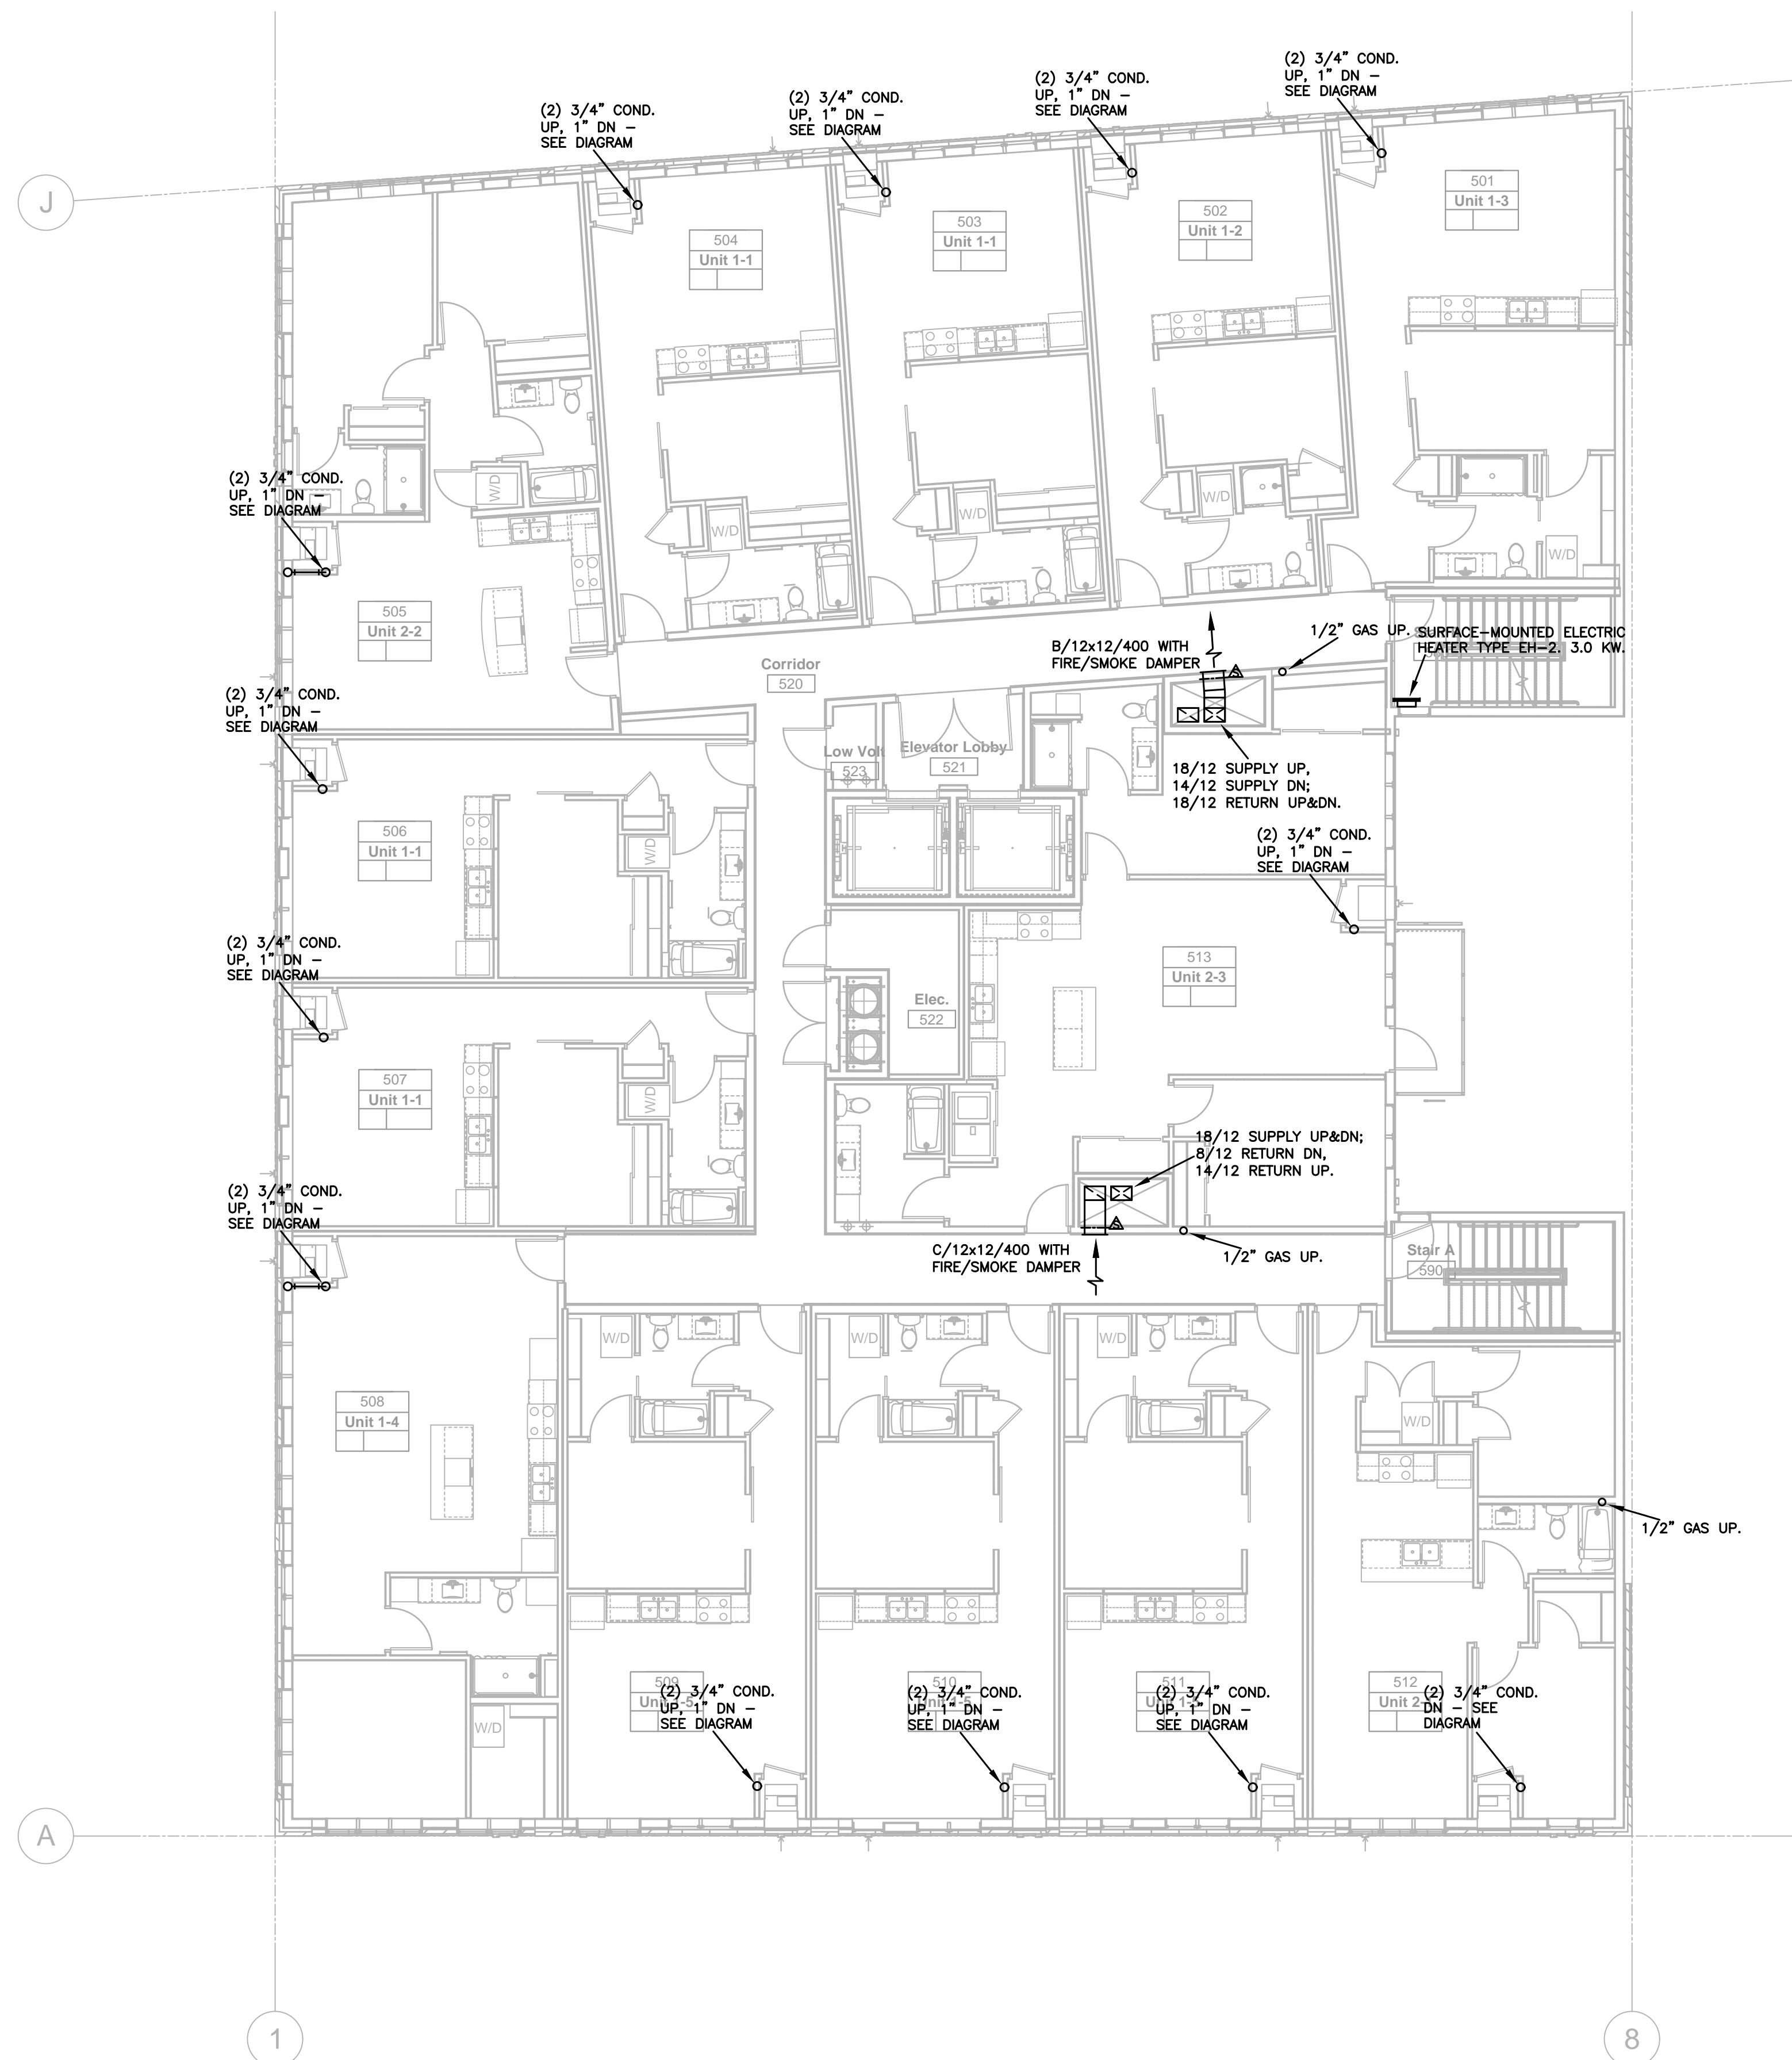 (2) 3/4" COND.
UP, 1" DN –
SEE DIAGRAM
(2) 3/4" COND.
UP, 1" DN –
SEE DIAGRAM
(2) 3/4" COND.
UP, 1" DN –
SEE DIAGRAM
(2) 3/4" COND.
UP, 1" DN –
SEE DIAGRAM
J
501
Unit 1-3
502
Unit 1-2
503
Unit 1-1
504
Unit 1-1
(2) 3/4" COND.
UP, 1" DN –
SEE DIAGRAM
W/D
W/D
W/D
W/D
W/D
505
Unit 2-2
B/12x12/400 WITH
FIRE/SMOKE DAMPER
1/2" GAS UP.
SURFACE-MOUNTED ELECTRIC
HEATER TYPE EH-2. 3.0 KW.
Corridor
520
(2) 3/4" COND.
UP, 1" DN –
SEE DIAGRAM
Low Volt
523
Elevator Lobby
521
18/12 SUPPLY UP,
14/12 SUPPLY DN;
18/12 RETURN UP&DN.
506
Unit 1-1
W/D
(2) 3/4" COND.
UP, 1" DN –
SEE DIAGRAM
(2) 3/4" COND.
UP, 1" DN –
SEE DIAGRAM
513
Unit 2-3
Elec.
522
507
Unit 1-1
W/D
18/12 SUPPLY UP&DN;
8/12 RETURN DN,
14/12 RETURN UP.
(2) 3/4" COND.
UP, 1" DN –
SEE DIAGRAM
C/12x12/400 WITH
FIRE/SMOKE DAMPER
1/2" GAS UP.
Stair A
590
W/D
W/D
W/D
W/D
508
Unit 1-4
1/2" GAS UP.
509
(2) 3/4" COND.
UP, 1" DN –
SEE DIAGRAM
510
(2) 3/4" COND.
UP, 1" DN –
SEE DIAGRAM
511
(2) 3/4" COND.
UP, 1" DN –
SEE DIAGRAM
512
(2) 3/4" COND.
DN – SEE
DIAGRAM
W/D
A
1
8